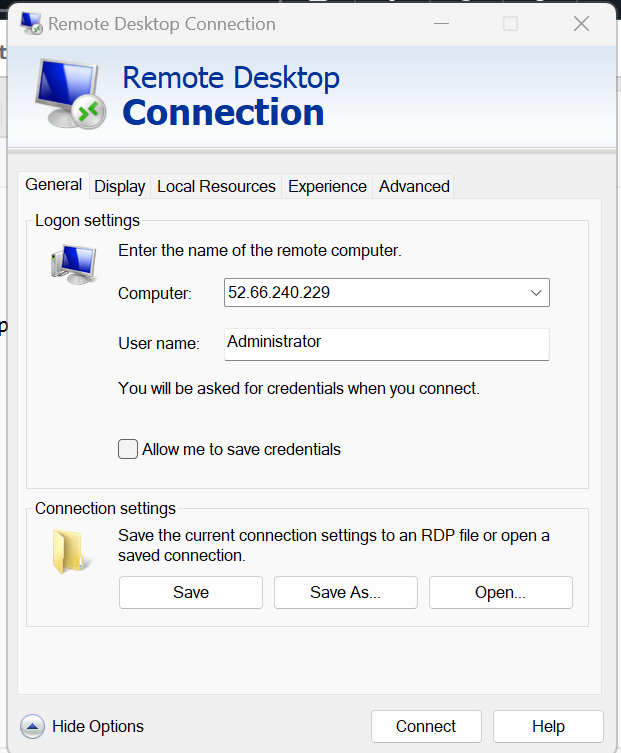 Remote Desktop Connection
Remote Desktop
Connection
General Display Local Resources Experience Advanced
Logon settings
Enter the name of the remote computer.
Computer: 52.66.240.229
User name: Administrator
You will be asked for credentials when you connect.
Allow me to save credentials
Connection settings
Save the current connection settings to an RDP file or open a
saved connection.
Save Save As... Open...
Hide Options Connect Help